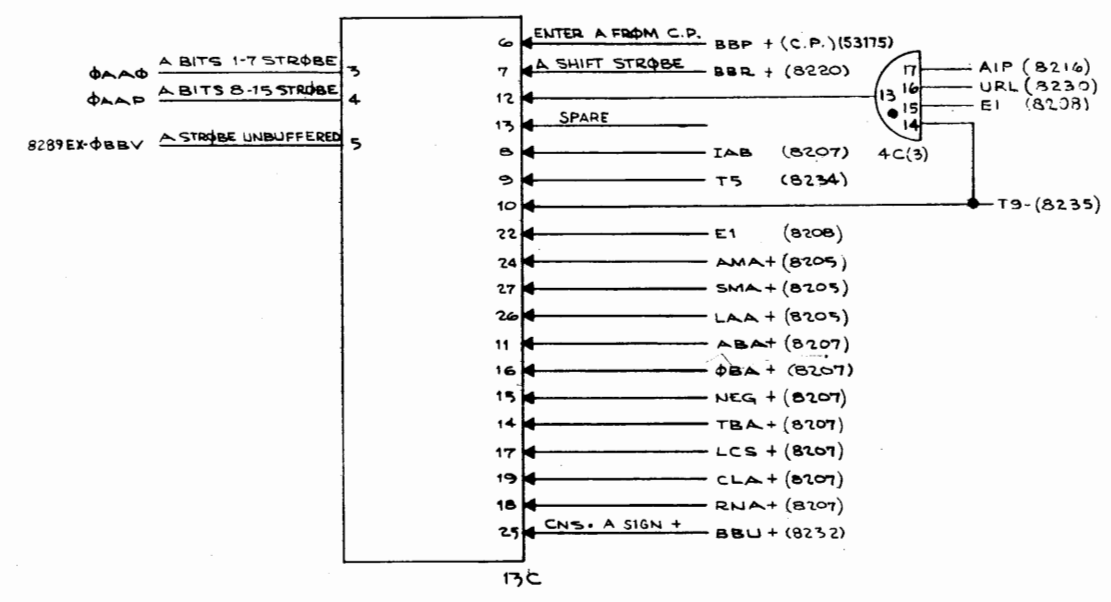 6 ENTER A FROM C.P. BBP + (C.P.)(53175)
ΦAAΦ A BITS 1-7 STRØBE 3
7 A SHIFT STRØBE BBR + (8220)
17 AIP (8216)
16 URL (8230)
ΦAAP A BITS 8-15 STRØBE 4
12 13
15 E1 (8208)
14
13 SPARE
8289EX-ΦBBV A STRØBE UNBUFFERED 5
8 IAB (8207)
4C(3)
9 T5 (8234)
10 T9-(8235)
22 E1 (8208)
24 AMA+ (8205)
27 SMA+ (8205)
26 LAA + (8205)
11 ABA+ (8207)
16 ΦBA + (8207)
15 NEG + (8207)
14 TBA + (8207)
17 LCS + (8207)
19 CLA + (8207)
18 RNA+ (8207)
25 CNS. A SIGN + BBU + (8232)
13C